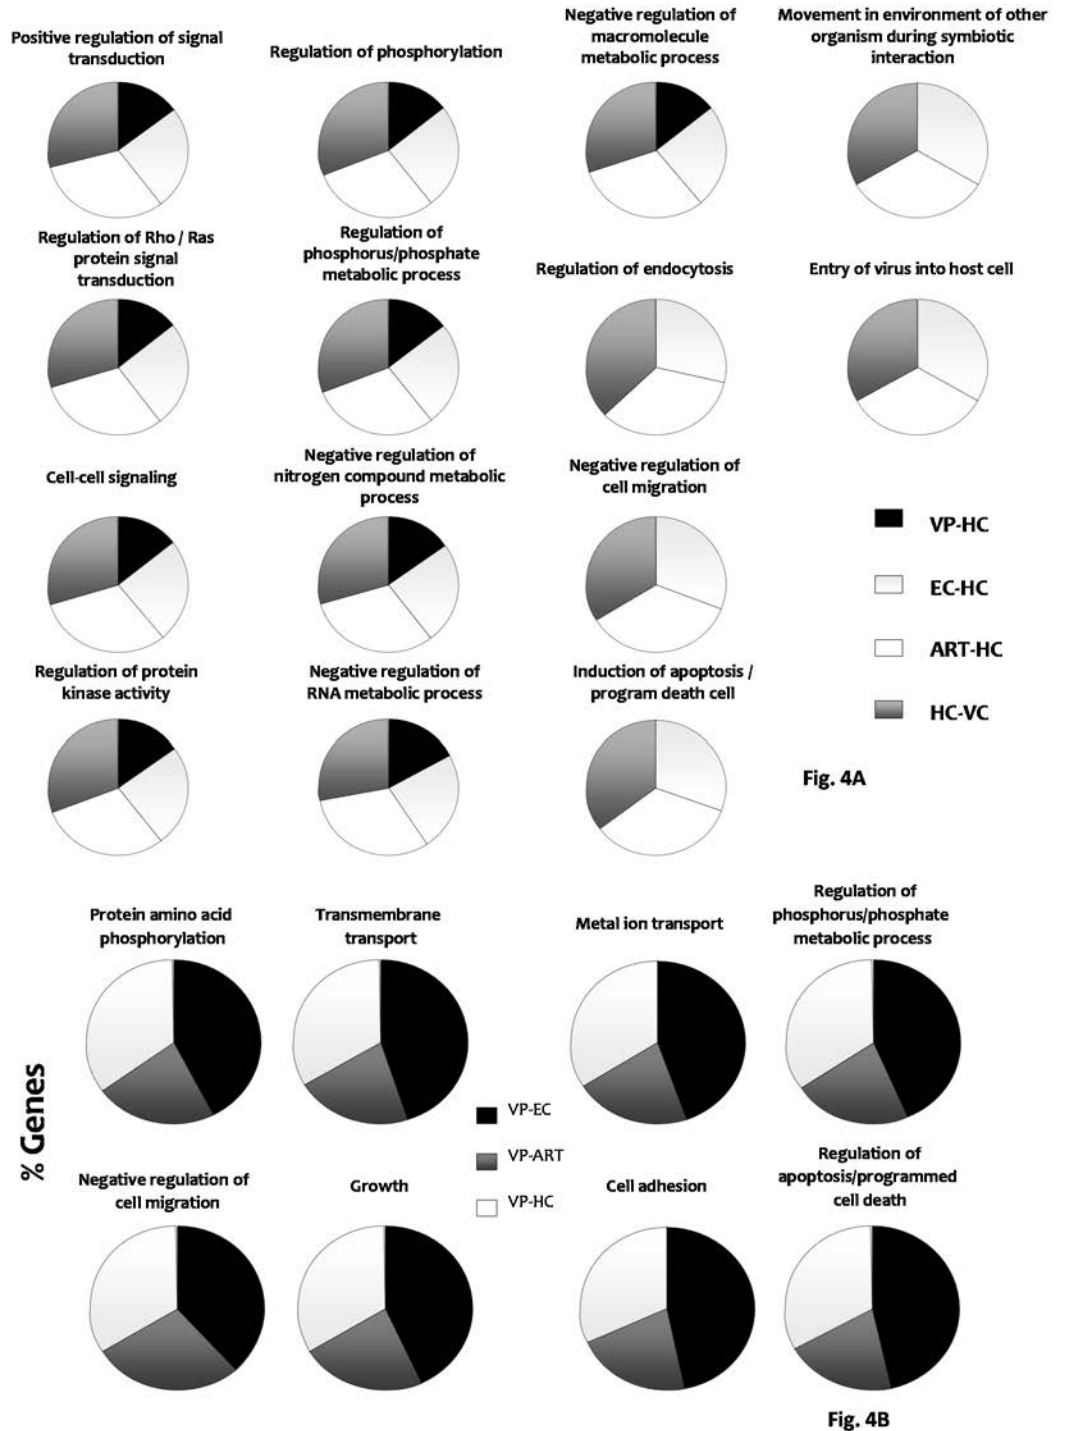 Positive regulation of signal
transduction
Regulation of phosphorylation
Negative regulation of
macromolecule
metabolic process
Movement in environment of other
organism during symbiotic
interaction
Regulation of Rho / Ras
protein signal
transduction
Regulation of
phosphorus/phosphate
metabolic process
Regulation of endocytosis
Entry of virus into host cell
Cell-cell signaling
Negative regulation of
nitrogen compound metabolic
process
Negative regulation of
cell migration
VP-HC
EC-HC
ART-HC
HC-VC
Regulation of protein
kinase activity
Negative regulation of
RNA metabolic process
Induction of apoptosis /
program death cell
Fig. 4A
Protein amino acid
phosphorylation
Transmembrane
transport
Metal ion transport
Regulation of
phosphorus/phosphate
metabolic process
% Genes
VP-EC
VP-ART
VP-HC
Negative regulation of
cell migration
Growth
Cell adhesion
Regulation of
apoptosis/programmed
cell death
Fig. 4B